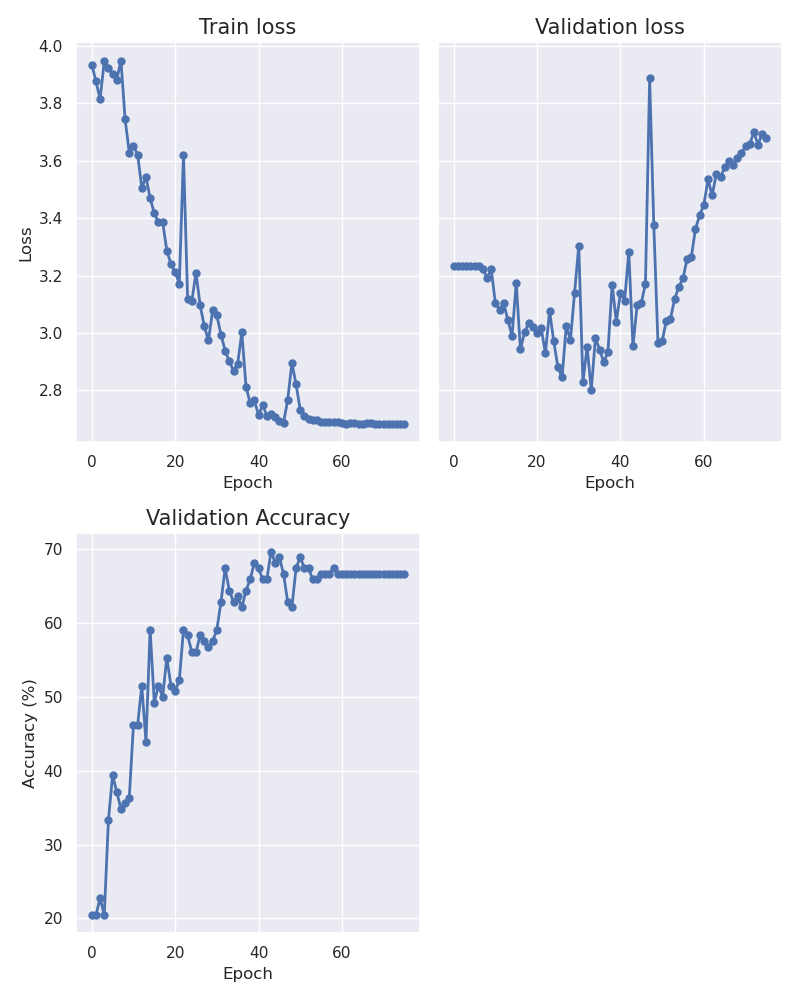 Train loss
Validation loss
4.0
3.8
3.6
3.4
3.2
3.0
2.8
Loss
0 20 40 60
0 20 40 60
Epoch
Epoch
Validation Accuracy
70
60
50
40
30
20
Accuracy (%)
0 20 40 60
Epoch